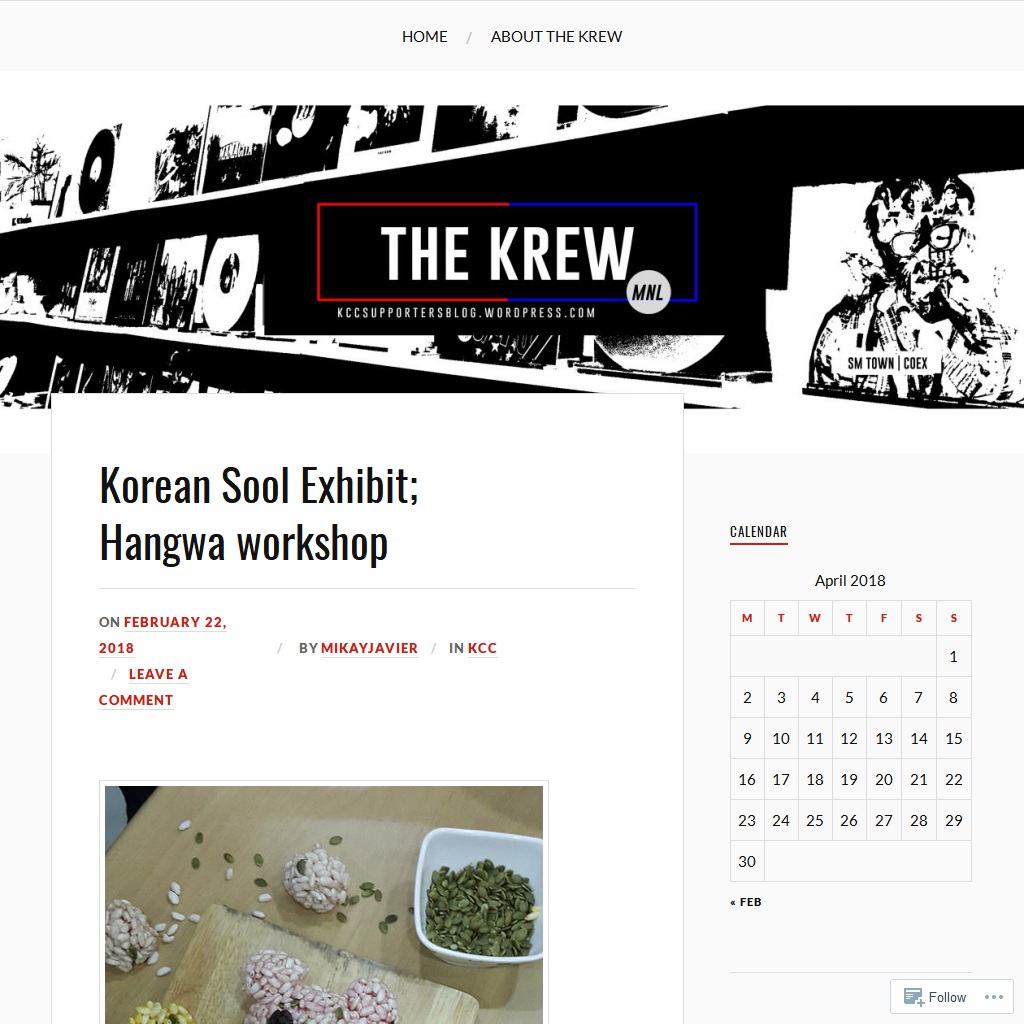 HOME / ABOUT THE KREW
THE KREW
MNL
KCCSUPPORTERSBLOG.WORDPRESS.COM
SM TOWN | COEX
Korean Sool Exhibit;
Hangwa workshop
ON FEBRUARY 22,
2018 / BY MIKAYJAVIER / IN KCC
/ LEAVE A
COMMENT
CALENDAR
April 2018
M T W T F S S
1
2 3 4 5 6 7 8
9 10 11 12 13 14 15
16 17 18 19 20 21 22
23 24 25 26 27 28 29
30
« FEB
Follow